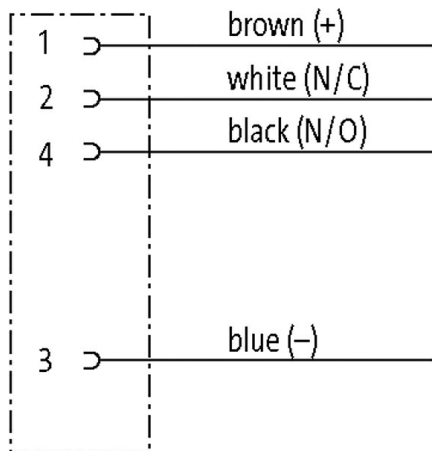 1 brown (+)
2 white (N/C)
4 black (N/O)
3 blue (–)